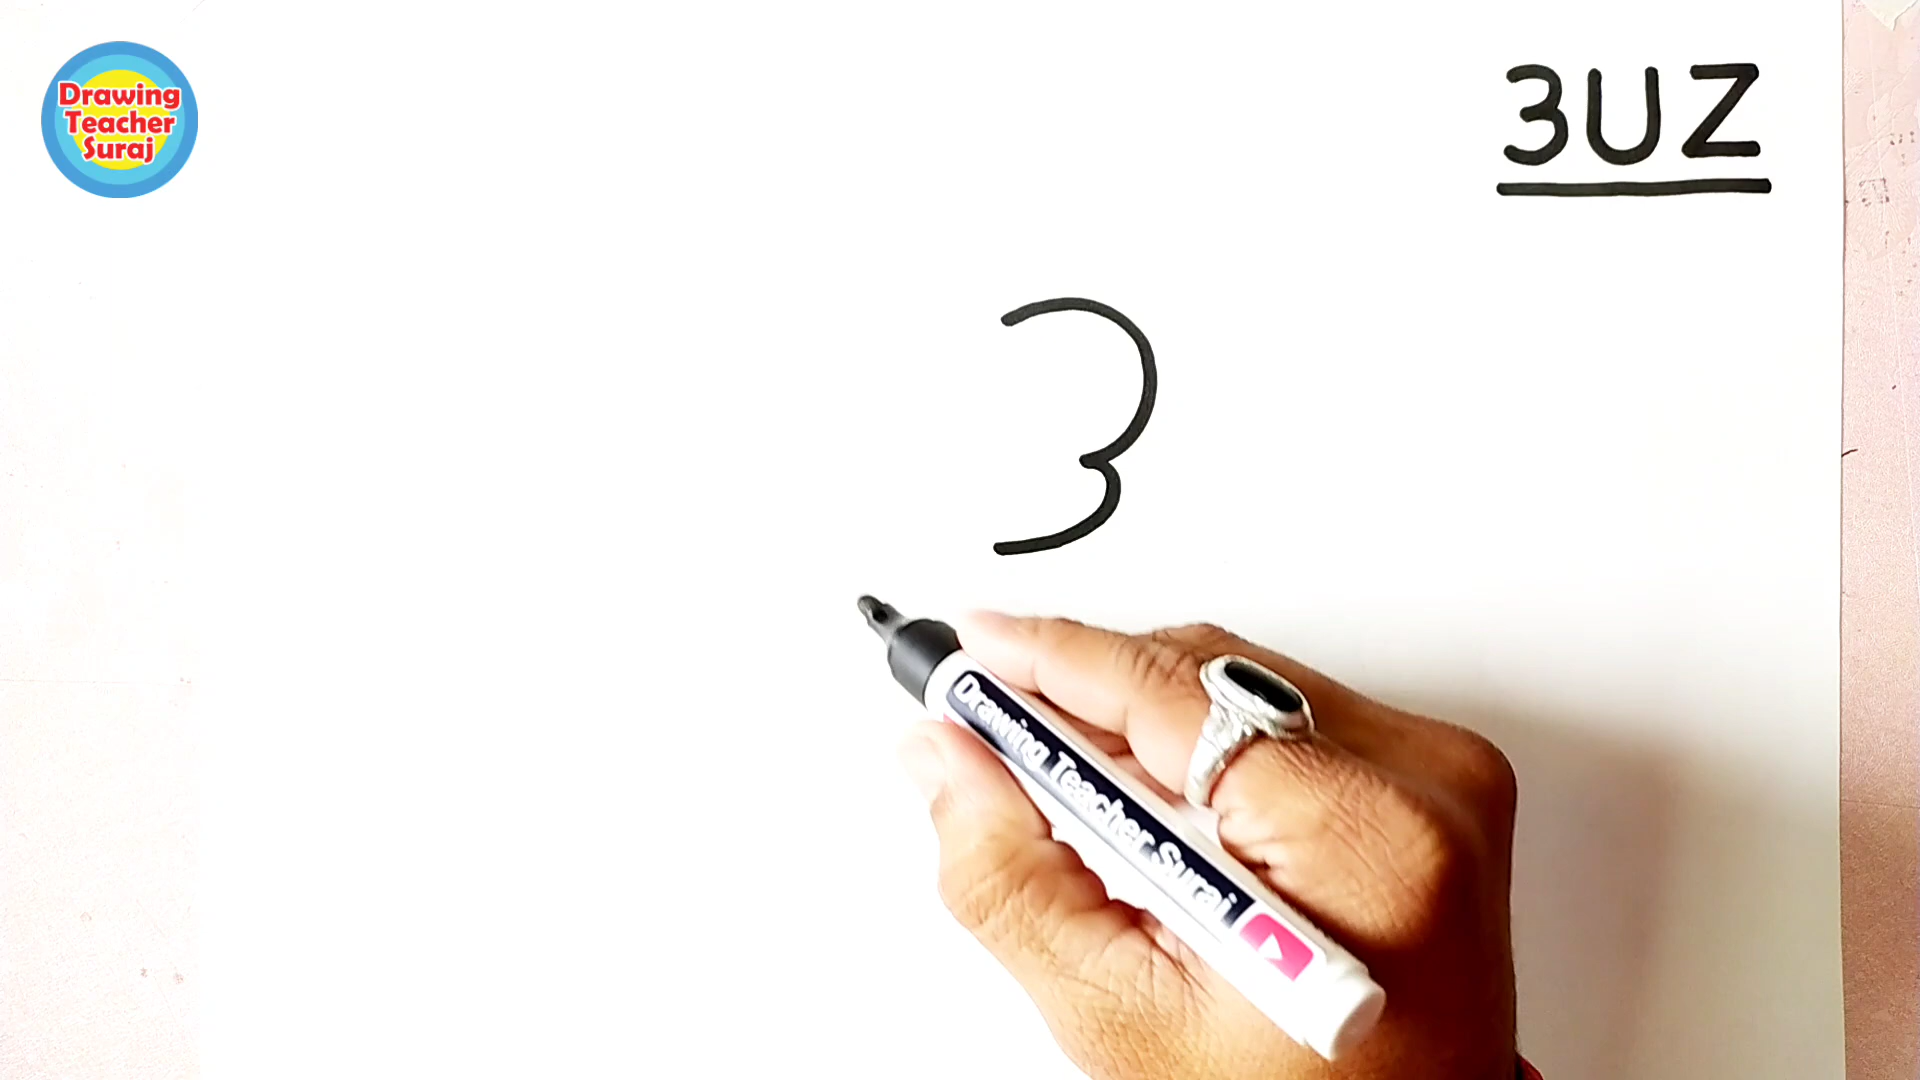 Drawing
Teacher
Suraj
3UZ
3
Drawing Teacher Suraj